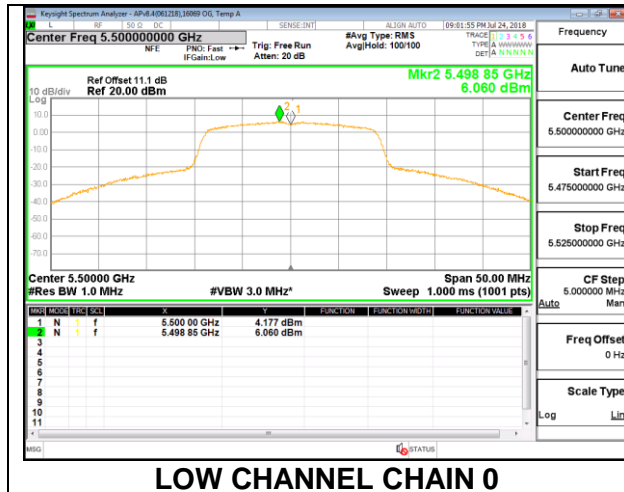 Keysight Spectrum Analyzer - APv8.4(061218),16069 OG, Temp A
L RF 50 Ω DC SENSE:INT ALIGN AUTO 09:01:55 PM Jul 24, 2018
Center Freq 5.500000000 GHz #Avg Type: RMS TRACE 1 2 3 4 5 6
NFE PNO: Fast Trig: Free Run Avg|Hold: 100/100 TYPE A WWWWW
IFGain:Low Atten: 20 dB DET A N N N N N
Frequency
Auto Tune
Ref Offset 11.1 dB Mkr2 5.498 85 GHz
10 dB/div Ref 20.00 dBm 6.060 dBm
Log
10.0
0.00
-10.0
-20.0
-30.0
-40.0
-50.0
-60.0
-70.0
2 1
Center Freq
5.500000000 GHz
Start Freq
5.475000000 GHz
Stop Freq
5.525000000 GHz
Center 5.50000 GHz Span 50.00 MHz
#Res BW 1.0 MHz #VBW 3.0 MHz* Sweep 1.000 ms (1001 pts)
CF Step
5.000000 MHz
Auto Man
MKR MODE TRC SCL X Y FUNCTION FUNCTION WIDTH FUNCTION VALUE
1 N 1 f 5.500 00 GHz 4.177 dBm
2 N 1 f 5.498 85 GHz 6.060 dBm
3
4
5
6
7
8
9
10
11
Freq Offset
0 Hz
Scale Type
Log Lin
MSG STATUS
LOW CHANNEL CHAIN 0